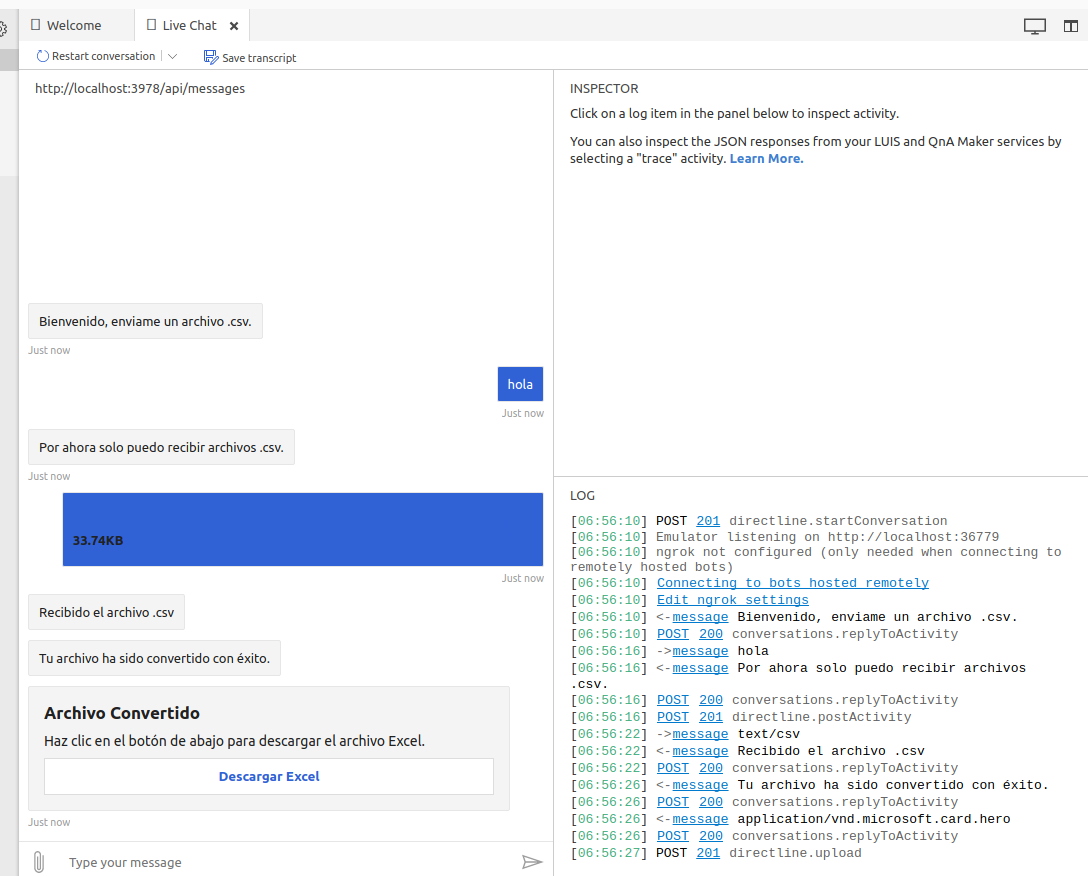 Welcome
Live Chat
Restart conversation
Save transcript
http://localhost:3978/api/messages
Bienvenido, enviame un archivo .csv.
Just now
hola
Just now
Por ahora solo puedo recibir archivos .csv.
Just now
33.74KB
Just now
Recibido el archivo .csv
Tu archivo ha sido convertido con éxito.
Archivo Convertido
Haz clic en el botón de abajo para descargar el archivo Excel.
Descargar Excel
Just now
Type your message
INSPECTOR
Click on a log item in the panel below to inspect activity.
You can also inspect the JSON responses from your LUIS and QnA Maker services by
selecting a "trace" activity. Learn More.
LOG
[06:56:10] POST 201 directline.startConversation
[06:56:10] Emulator listening on http://localhost:36779
[06:56:10] ngrok not configured (only needed when connecting to
remotely hosted bots)
[06:56:10] Connecting to bots hosted remotely
[06:56:10] Edit ngrok settings
[06:56:10] <-message Bienvenido, enviame un archivo .csv.
[06:56:10] POST 200 conversations.replyToActivity
[06:56:16] ->message hola
[06:56:16] <-message Por ahora solo puedo recibir archivos
.csv.
[06:56:16] POST 200 conversations.replyToActivity
[06:56:16] POST 201 directline.postActivity
[06:56:22] ->message text/csv
[06:56:22] <-message Recibido el archivo .csv
[06:56:22] POST 200 conversations.replyToActivity
[06:56:26] <-message Tu archivo ha sido convertido con éxito.
[06:56:26] POST 200 conversations.replyToActivity
[06:56:26] <-message application/vnd.microsoft.card.hero
[06:56:26] POST 200 conversations.replyToActivity
[06:56:27] POST 201 directline.upload